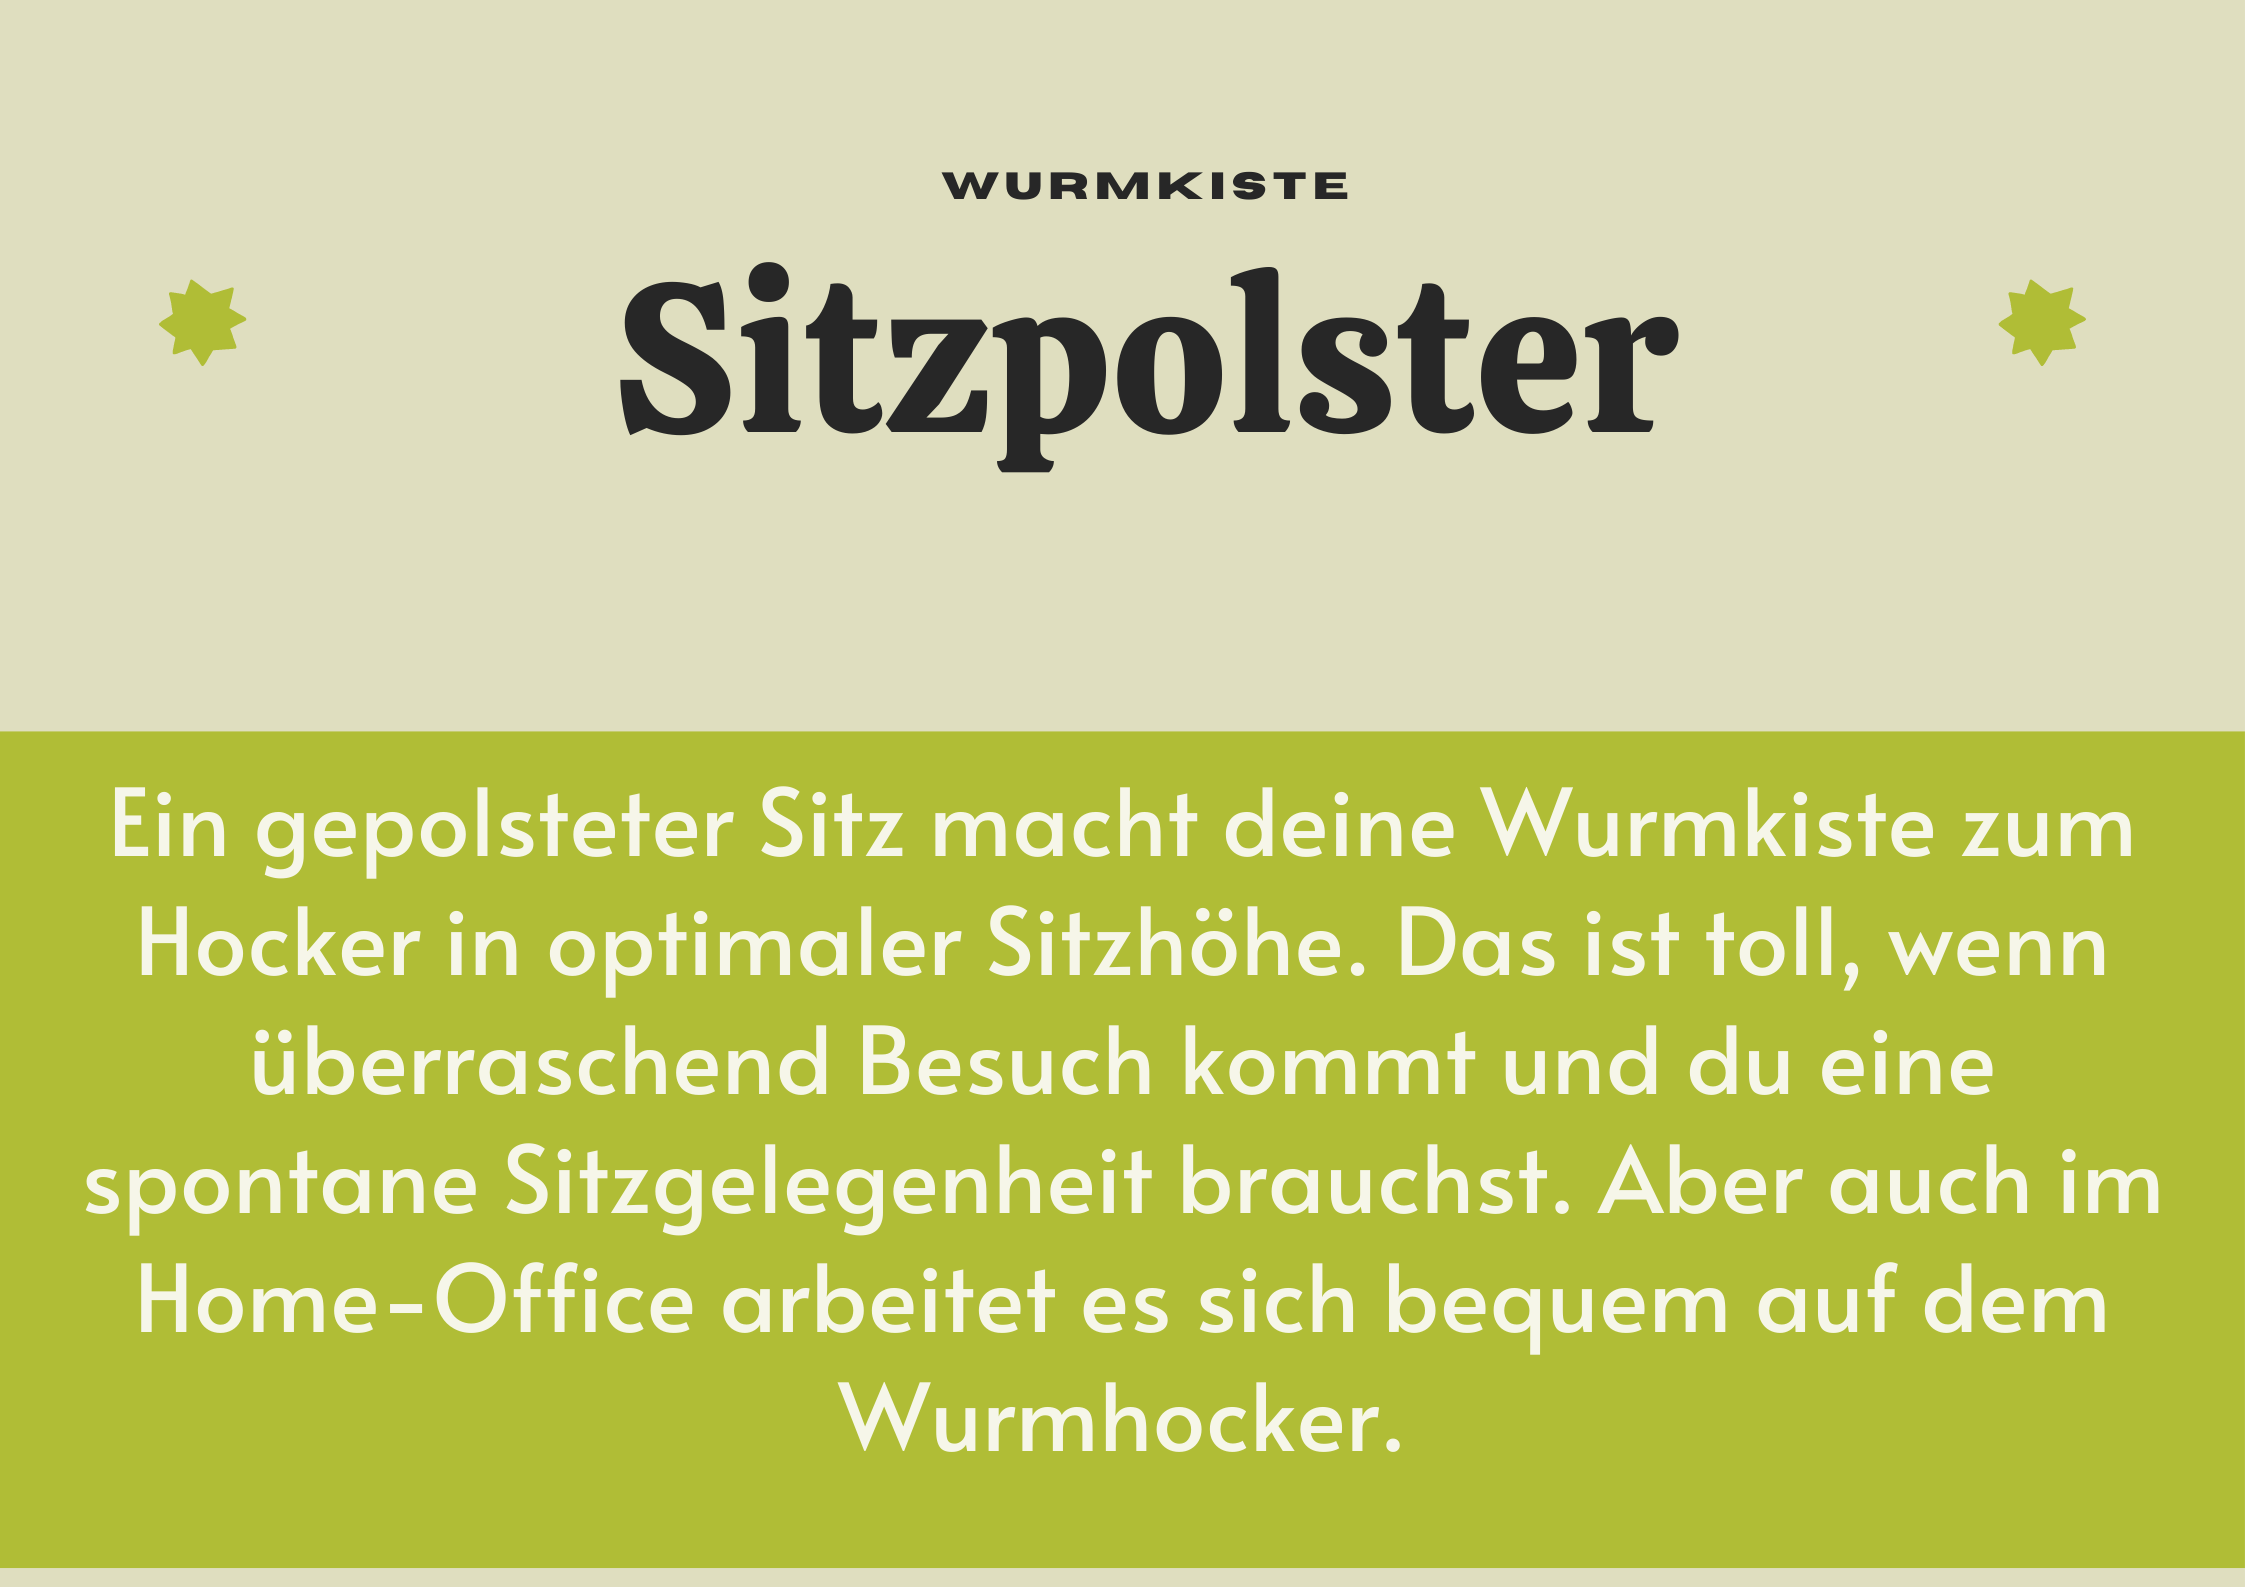 WURMKISTE
Sitzpolster
Ein gepolsteter Sitz macht deine Wurmkiste zum
Hocker in optimaler Sitzhöhe. Das ist toll, wenn
überraschend Besuch kommt und du eine
spontane Sitzgelegenheit brauchst. Aber auch im
Home-Office arbeitet es sich bequem auf dem
Wurmhocker.